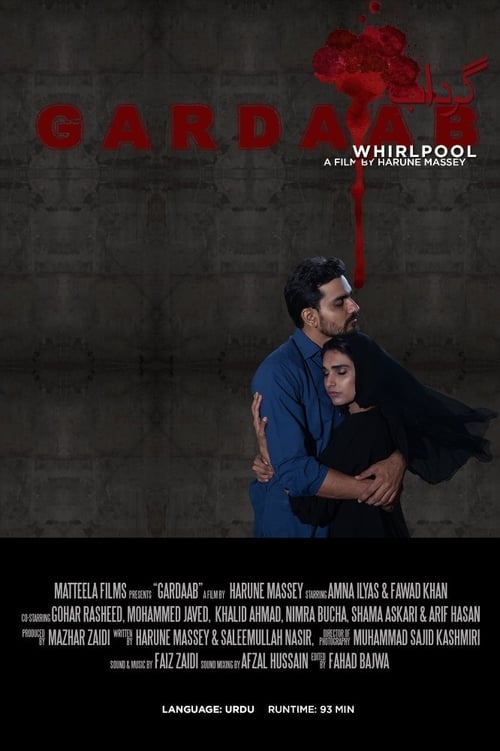 گرداب
GARDAAB
WHIRLPOOL
A FILM BY HARUNE MASSEY
MATTEELA FILMS PRESENTS "GARDAAB" A FILM BY HARUNE MASSEY STARRING AMNA ILYAS & FAWAD KHAN
CO-STARRING GOHAR RASHEED, MOHAMMED JAVED, KHALID AHMAD, NIMRA BUCHA, SHAMA ASKARI & ARIF HASAN
PRODUCED BY MAZHAR ZAIDI WRITTEN BY HARUNE MASSEY & SALEEMULLAH NASIR, DIRECTOR OF PHOTOGRAPHY MUHAMMAD SAJID KASHMIRI
SOUND & MUSIC BY FAIZ ZAIDI SOUND MIXING BY AFZAL HUSSAIN EDITED BY FAHAD BAJWA
LANGUAGE: URDU RUNTIME: 93 MIN